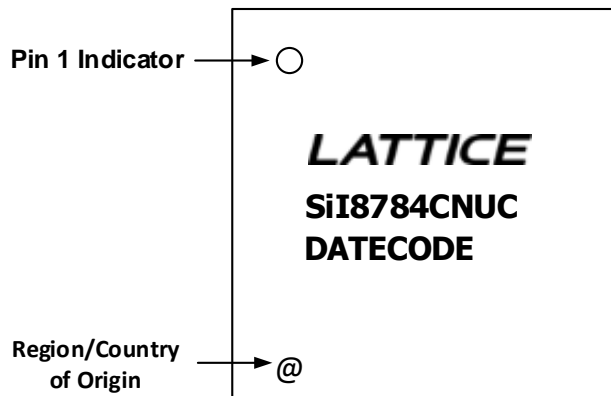 Pin 1 Indicator
LATTICE
SiI8784CNUC
DATECODE
Region/Country
of Origin
@